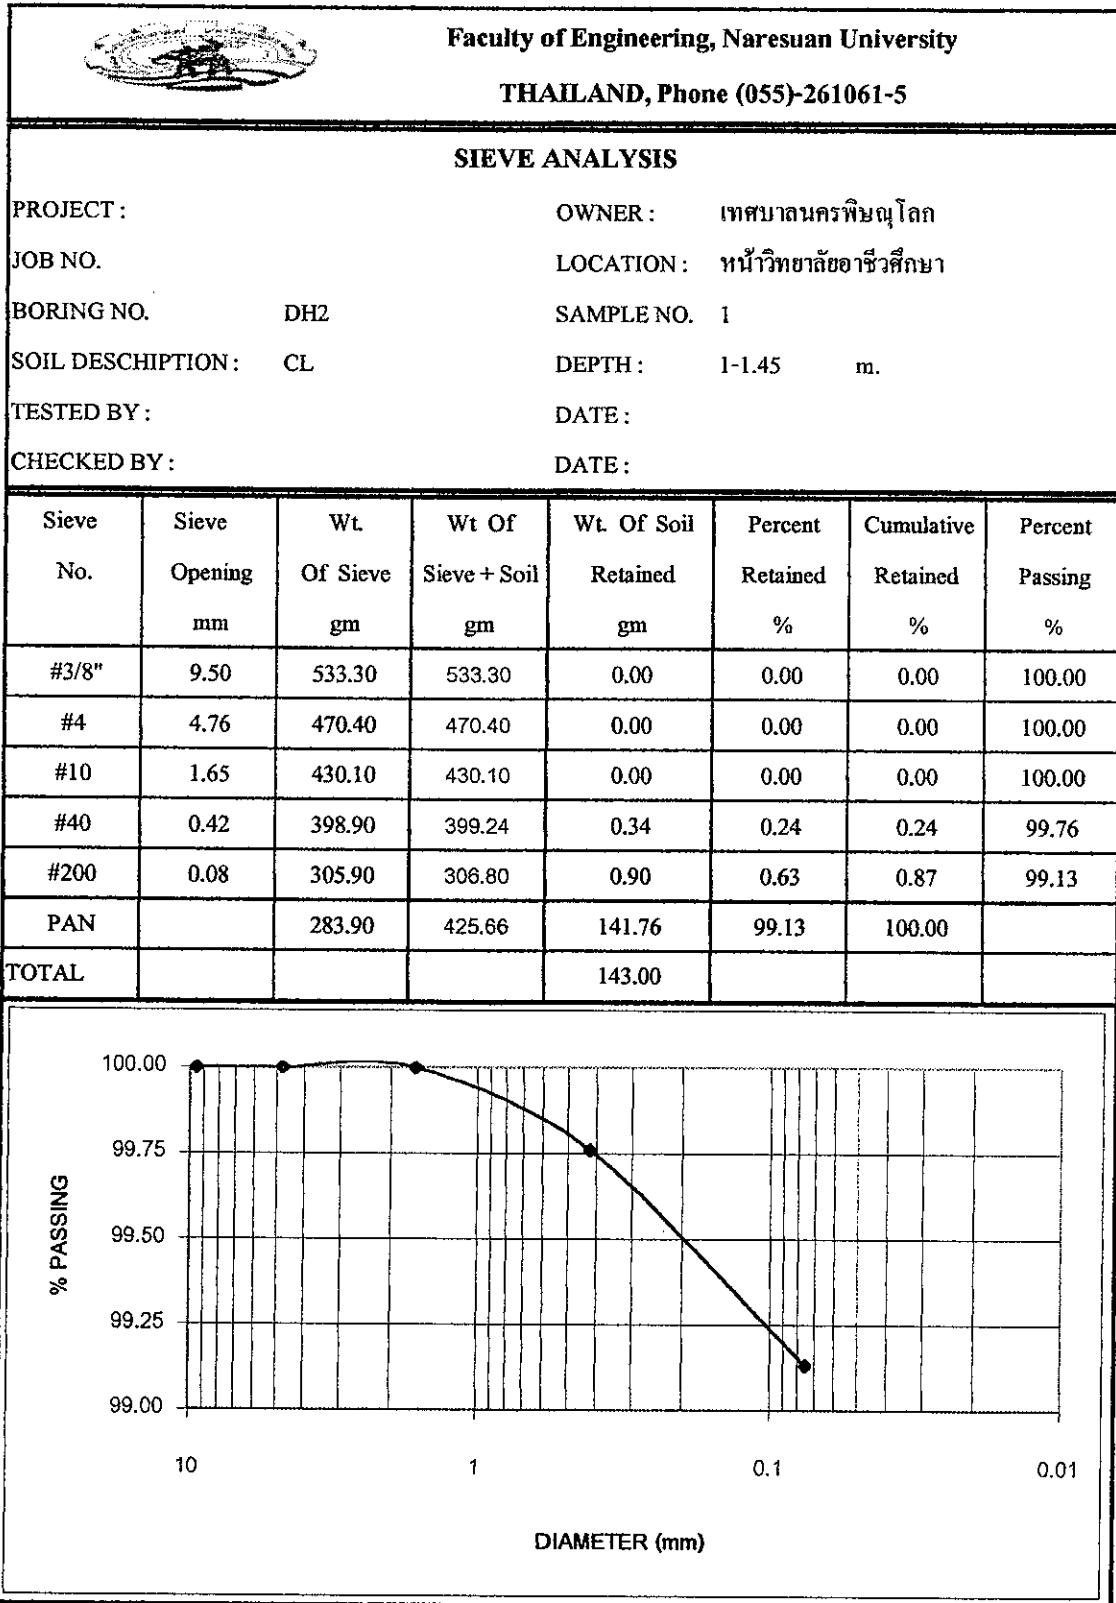 Faculty of Engineering, Naresuan University
THAILAND, Phone (055)-261061-5
SIEVE ANALYSIS
PROJECT : OWNER : เทศบาลนครพิษณุโลก
JOB NO. LOCATION : หน้าวิทยาลัยอาชีวศึกษา
BORING NO. DH2 SAMPLE NO. 1
SOIL DESCHIPTION : CL DEPTH : 1-1.45 m.
TESTED BY : DATE :
CHECKED BY : DATE :
Sieve Sieve Wt. Wt Of Wt. Of Soil Percent Cumulative Percent
No. Opening Of Sieve Sieve + Soil Retained Retained Retained Passing
mm gm gm gm % % %
#3/8" 9.50 533.30 533.30 0.00 0.00 0.00 100.00
#4 4.76 470.40 470.40 0.00 0.00 0.00 100.00
#10 1.65 430.10 430.10 0.00 0.00 0.00 100.00
#40 0.42 398.90 399.24 0.34 0.24 0.24 99.76
#200 0.08 305.90 306.80 0.90 0.63 0.87 99.13
PAN 283.90 425.66 141.76 99.13 100.00
TOTAL 143.00
100.00
99.75
99.50
99.25
99.00
% PASSING
10 1 0.1 0.01
DIAMETER (mm)